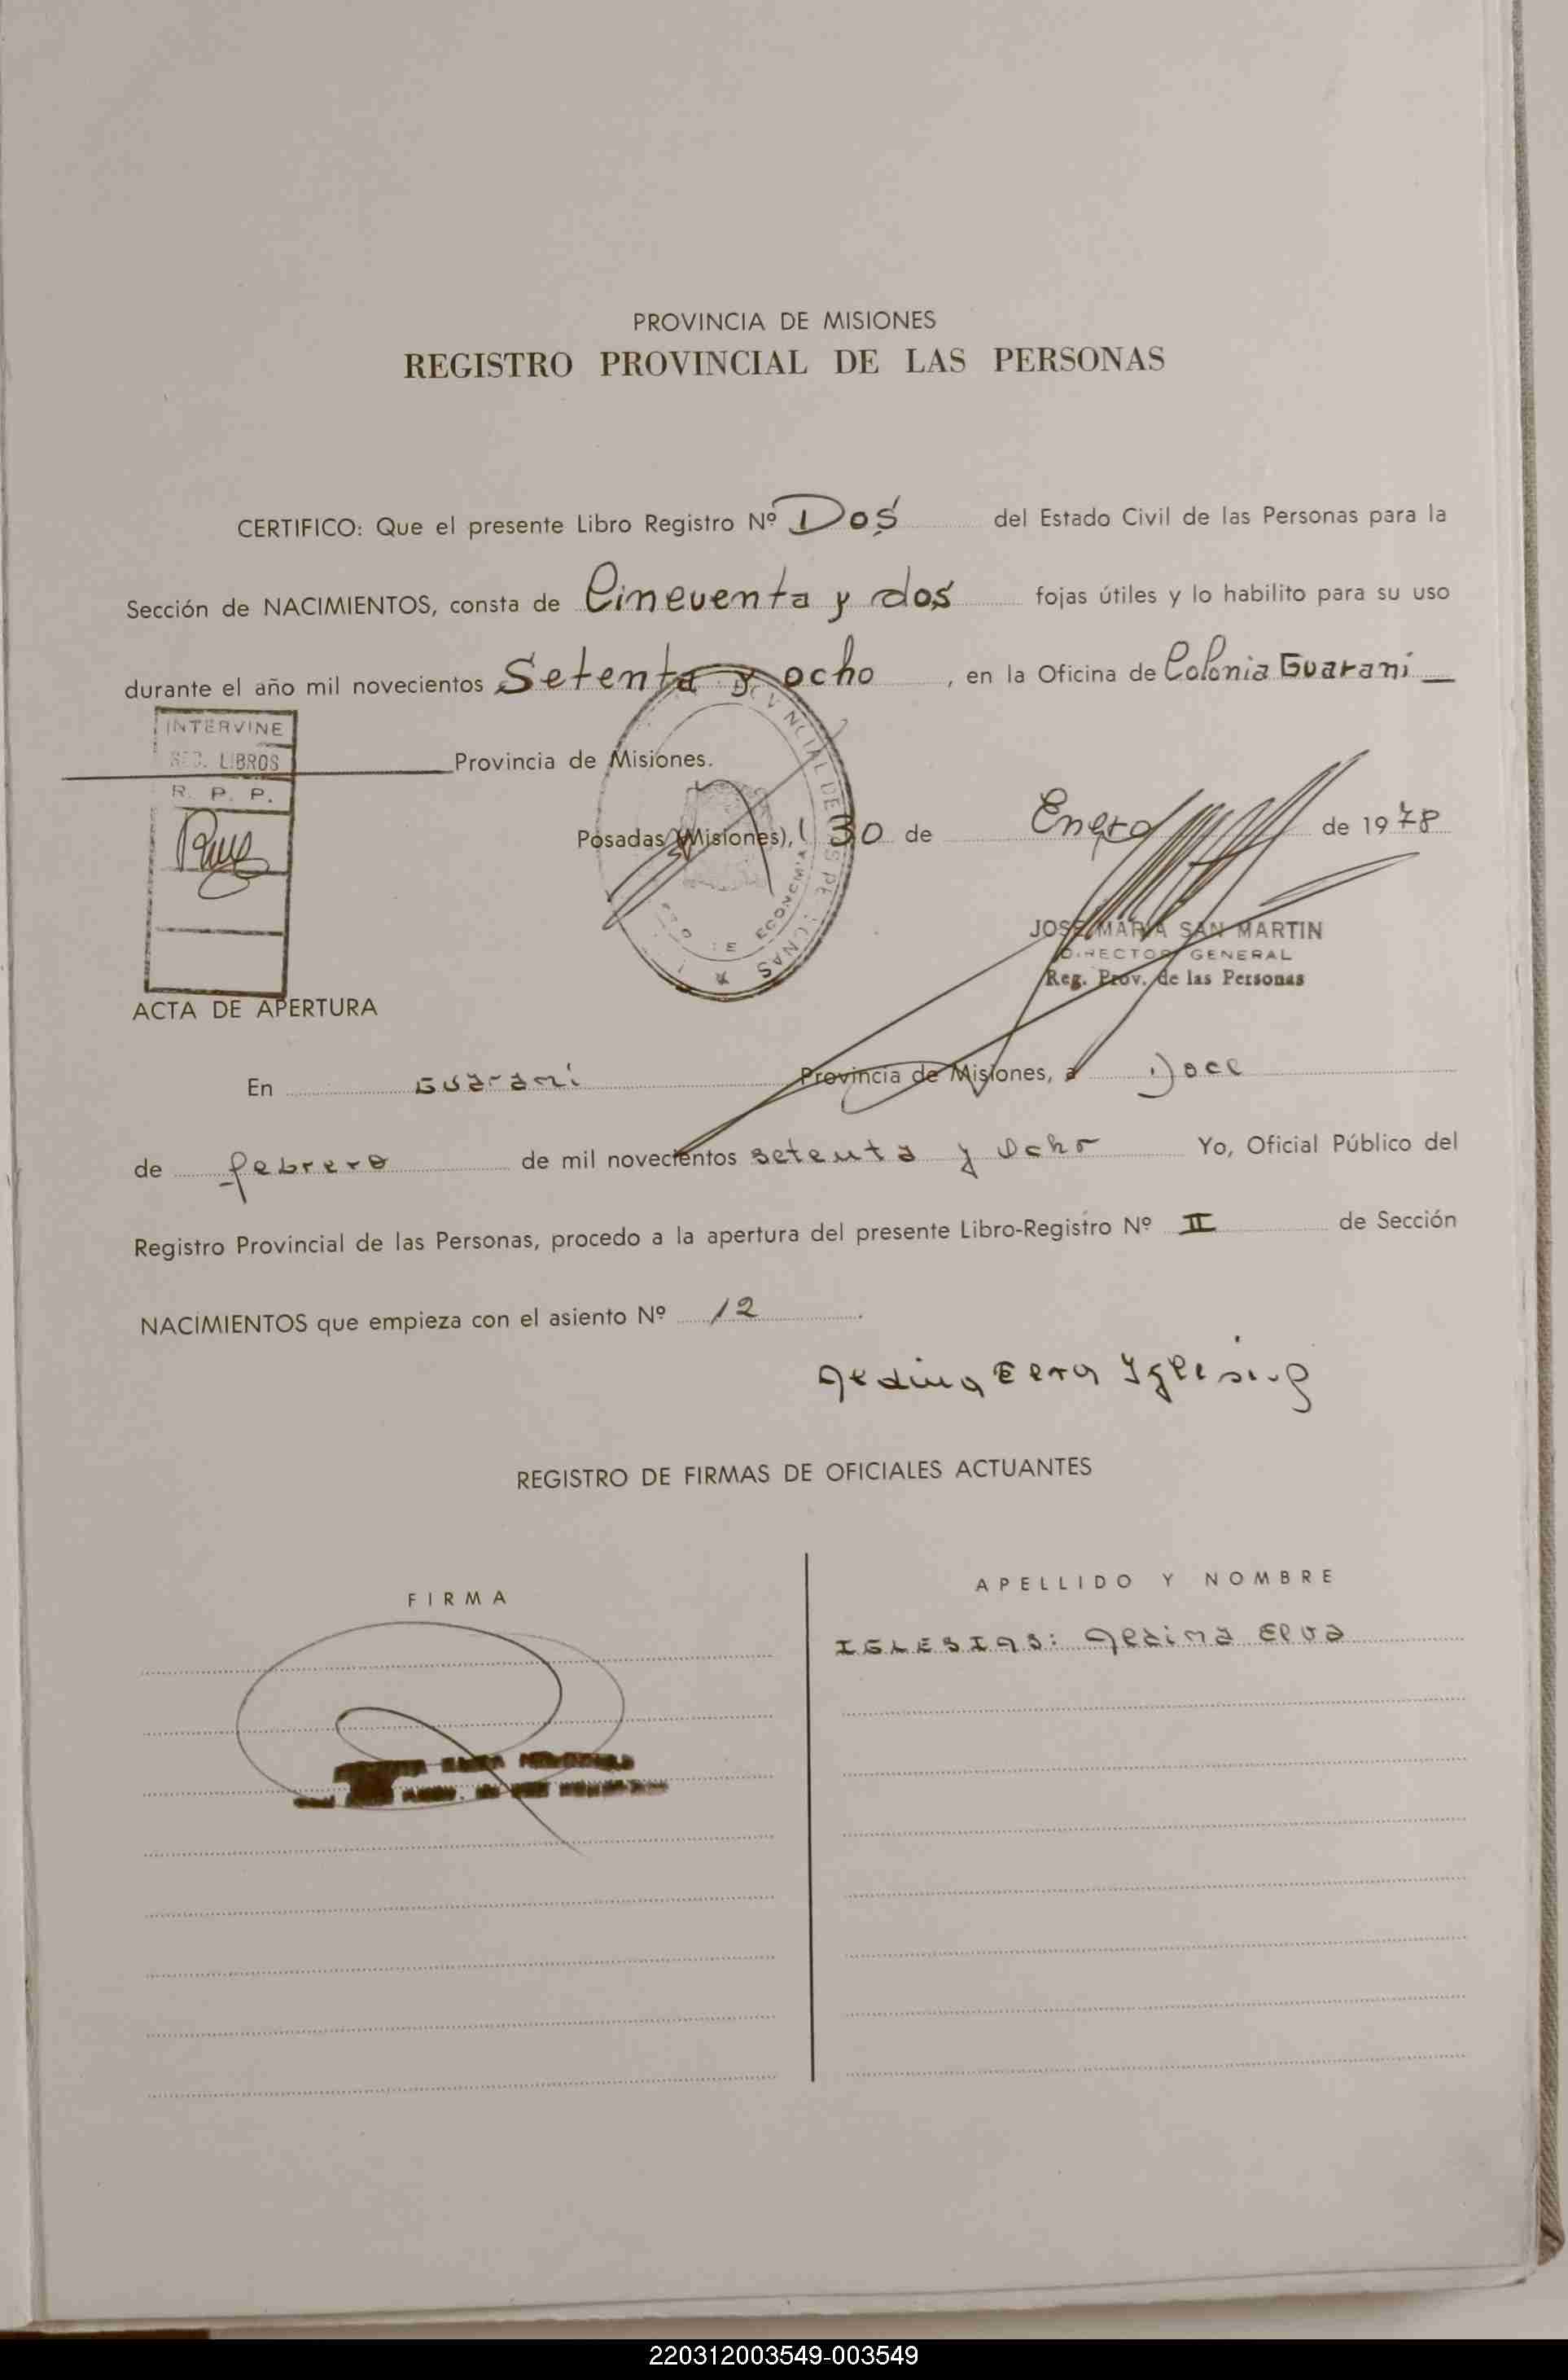 PROVINCIA DE MISIONES
REGISTRO PROVINCIAL DE LAS PERSONAS
CERTIFICO: Que el presente Libro Registro Nº Dos del Estado Civil de las Personas para la
Sección de NACIMIENTOS, consta de Cincuenta y dos fojas útiles y lo habilito para su uso
durante el año mil novecientos Setenta y ocho, en la Oficina de Colonia Guaraní
INTERVINE
LIBROS
R. P. P.
Provincia de Misiones.
Posadas (Misiones), 30 de Enero de 1978
JOSE MARIA SAN MARTIN
DIRECTOR GENERAL
Reg. Prov. de las Personas
ACTA DE APERTURA
En Guaraní Provincia de Misiones, a Doce
de febrero de mil novecientos setenta y ocho Yo, Oficial Público del
Registro Provincial de las Personas, procedo a la apertura del presente Libro-Registro Nº II de Sección
NACIMIENTOS que empieza con el asiento Nº 12.
REGISTRO DE FIRMAS DE OFICIALES ACTUANTES
FIRMA
APELLIDO Y NOMBRE
IGLESIAS: Elva
220312003549-003549